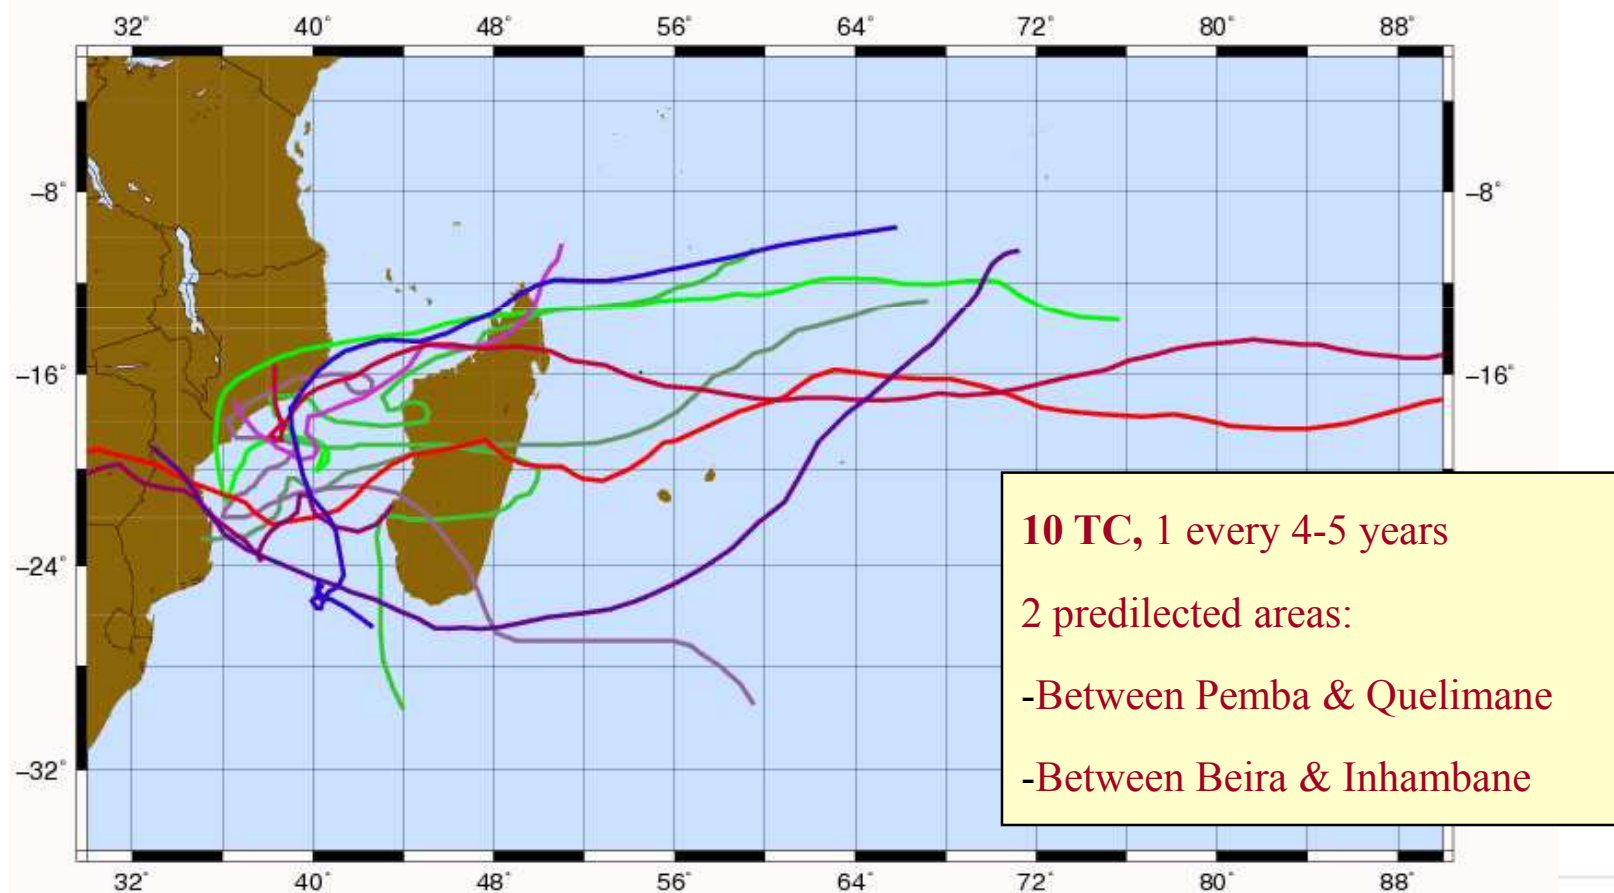 32° 40° 48° 56° 64° 72° 80° 88°
−8° −8°
−16° −16°
−24°
−32°
10 TC, 1 every 4-5 years
2 predilected areas:
-Between Pemba & Quelimane
-Between Beira & Inhambane
32° 40° 48° 56° 64° 72° 80° 88°